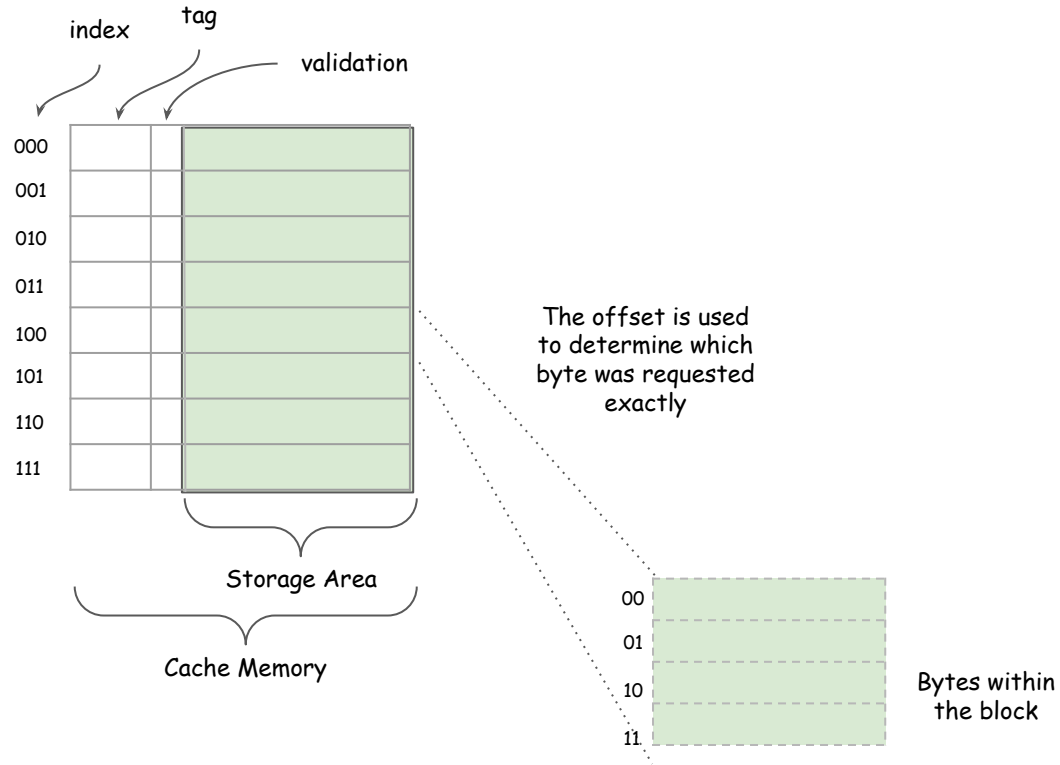 index
tag
validation
000
001
010
011
100
101
110
111
The offset is used
to determine which
byte was requested
exactly
Storage Area
Cache Memory
00
01
10
11
Bytes within
the block